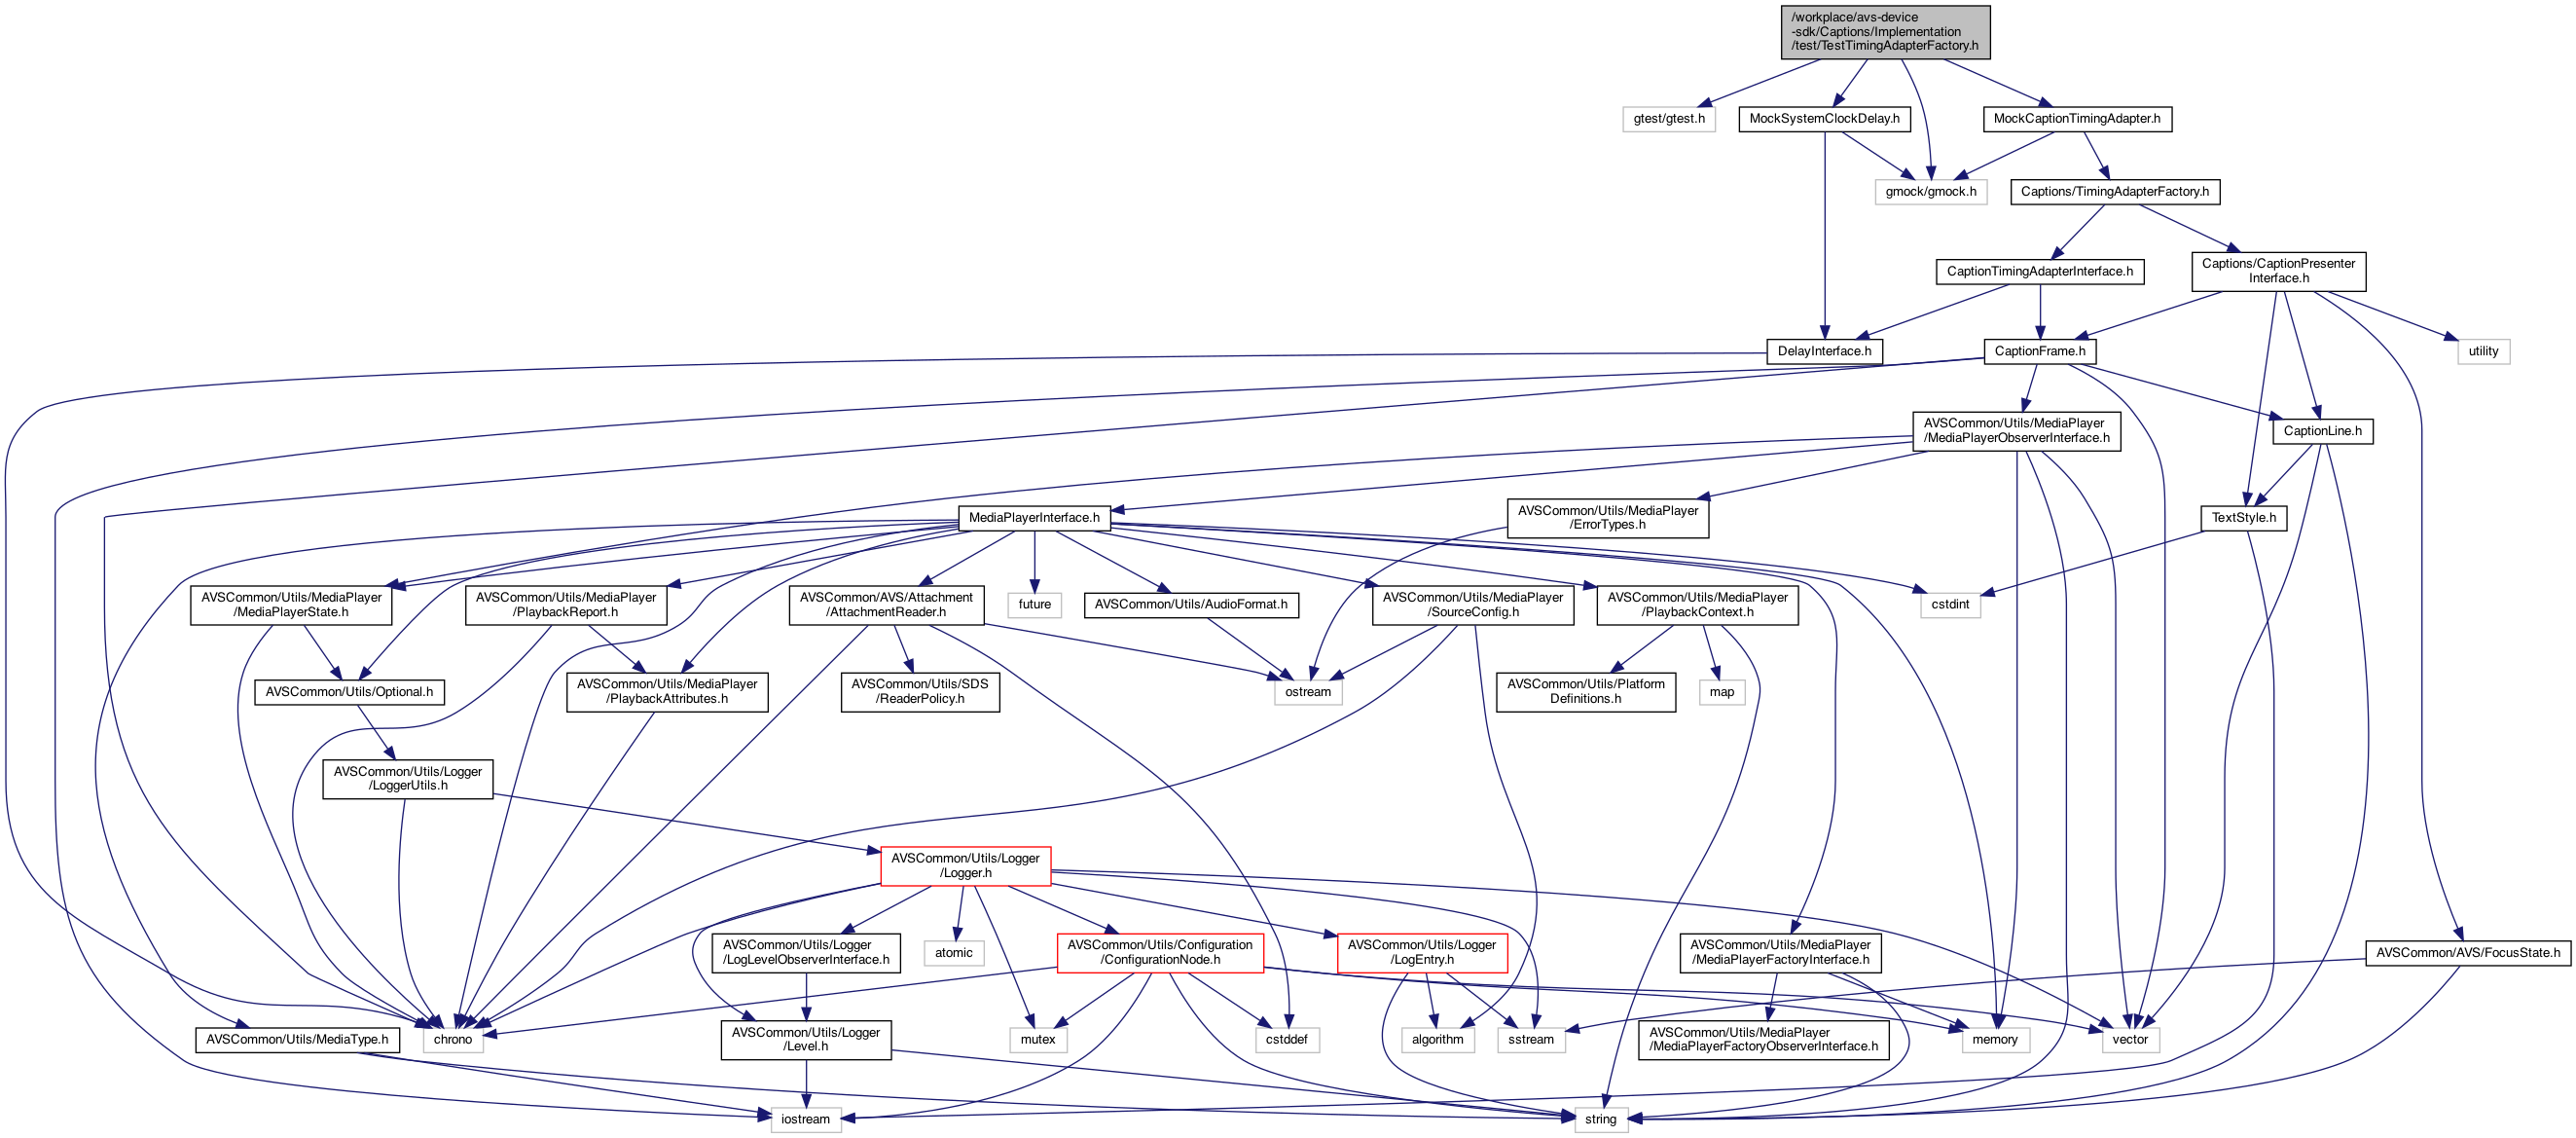 /workplace/avs-device
-sdk/Captions/Implementation
/test/TestTimingAdapterFactory.h
gtest/gtest.h
MockSystemClockDelay.h
MockCaptionTimingAdapter.h
gmock/gmock.h
Captions/TimingAdapterFactory.h
CaptionTimingAdapterInterface.h
Captions/CaptionPresenter
Interface.h
DelayInterface.h
CaptionFrame.h
utility
AVSCommon/Utils/MediaPlayer
/MediaPlayerObserverInterface.h
CaptionLine.h
MediaPlayerInterface.h
AVSCommon/Utils/MediaPlayer
/ErrorTypes.h
TextStyle.h
AVSCommon/Utils/MediaPlayer
/MediaPlayerState.h
AVSCommon/Utils/MediaPlayer
/PlaybackReport.h
AVSCommon/AVS/Attachment
/AttachmentReader.h
future
AVSCommon/Utils/AudioFormat.h
AVSCommon/Utils/MediaPlayer
/SourceConfig.h
AVSCommon/Utils/MediaPlayer
/PlaybackContext.h
cstdint
AVSCommon/Utils/Optional.h
AVSCommon/Utils/MediaPlayer
/PlaybackAttributes.h
AVSCommon/Utils/SDS
/ReaderPolicy.h
ostream
AVSCommon/Utils/Platform
Definitions.h
map
AVSCommon/Utils/Logger
/LoggerUtils.h
AVSCommon/Utils/Logger
/Logger.h
AVSCommon/Utils/Logger
/LogLevelObserverInterface.h
atomic
AVSCommon/Utils/Configuration
/ConfigurationNode.h
AVSCommon/Utils/Logger
/LogEntry.h
AVSCommon/Utils/MediaPlayer
/MediaPlayerFactoryInterface.h
AVSCommon/AVS/FocusState.h
AVSCommon/Utils/MediaType.h
chrono
AVSCommon/Utils/Logger
/Level.h
mutex
cstddef
algorithm
sstream
AVSCommon/Utils/MediaPlayer
/MediaPlayerFactoryObserverInterface.h
memory
vector
iostream
string